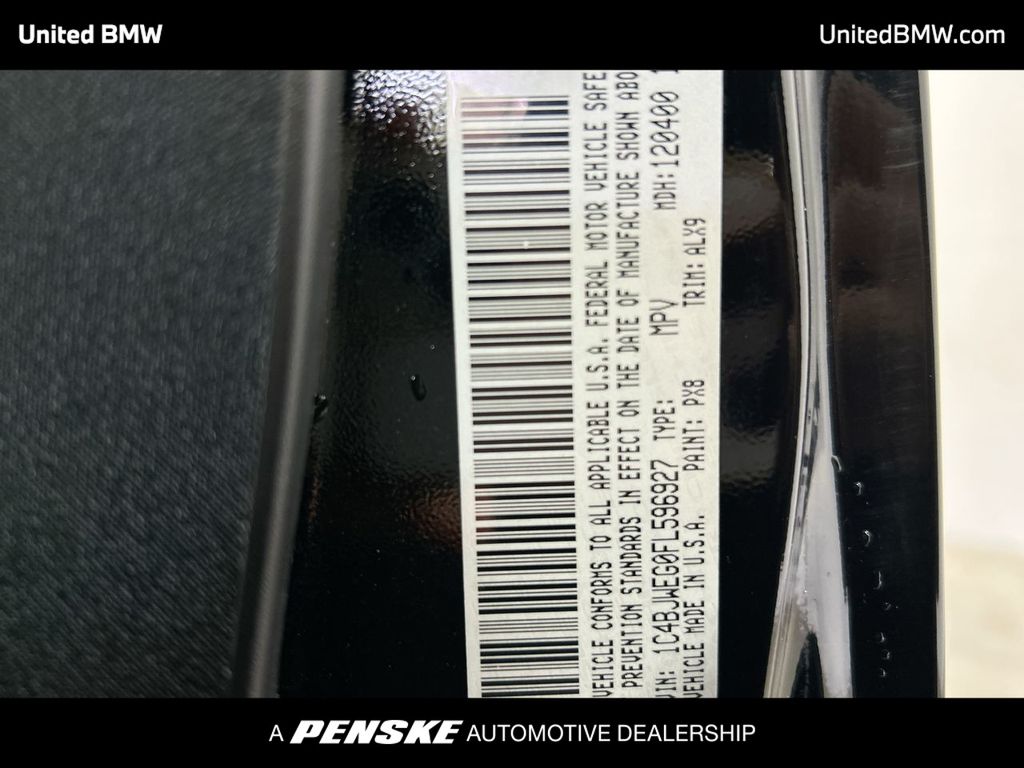 United BMW
UnitedBMW.com
VEHICLE CONFORMS TO ALL APPLICABLE U.S.A. FEDERAL MOTOR VEHICLE SAFE
PREVENTION STANDARDS IN EFFECT ON THE DATE OF MANUFACTURE SHOWN ABO
VIN: 1C4BJWEG0FL596927 TYPE: MPV MDH:120400 1
VEHICLE MADE IN U.S.A. PAINT: PX8 TRIM: ALX9
A PENSKE AUTOMOTIVE DEALERSHIP